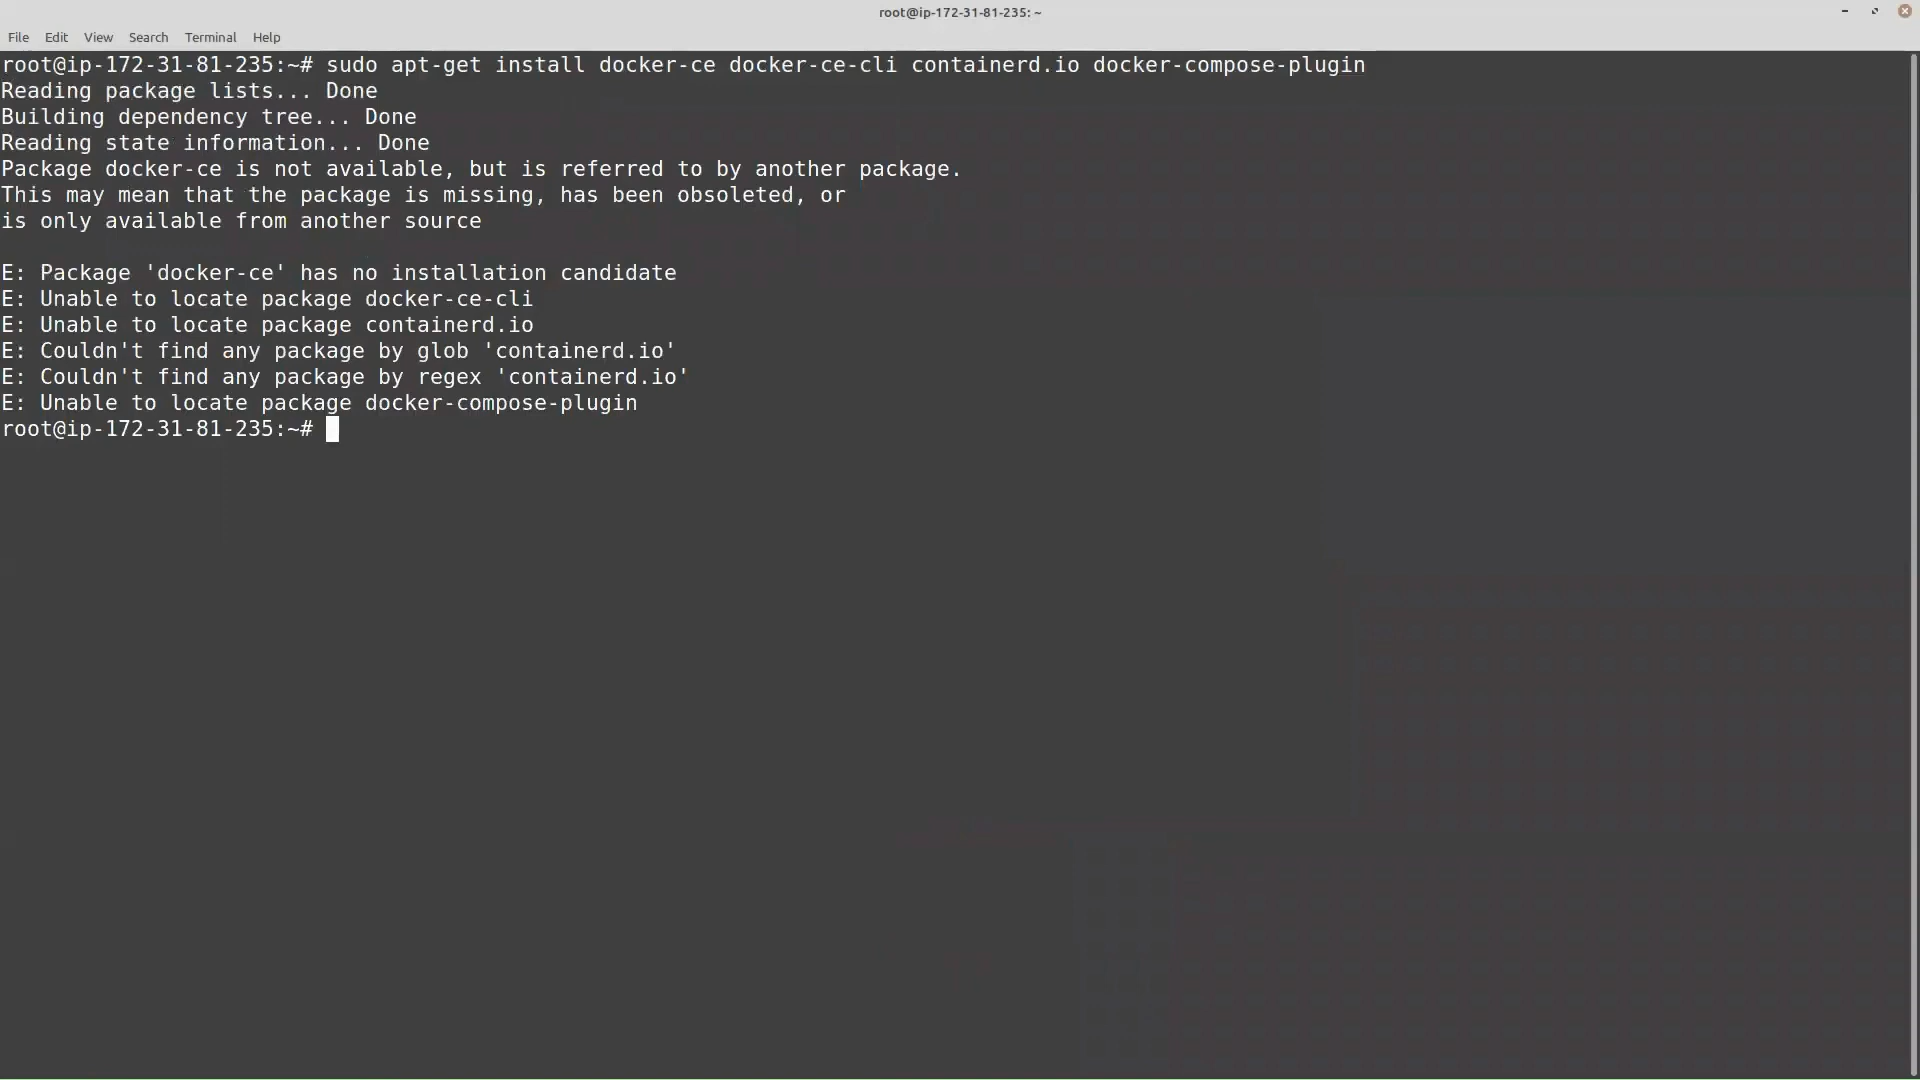 root@ip-172-31-81-235: ~
File Edit View Search Terminal Help
root@ip-172-31-81-235:~# sudo apt-get install docker-ce docker-ce-cli containerd.io docker-compose-plugin
Reading package lists... Done
Building dependency tree... Done
Reading state information... Done
Package docker-ce is not available, but is referred to by another package.
This may mean that the package is missing, has been obsoleted, or
is only available from another source
E: Package 'docker-ce' has no installation candidate
E: Unable to locate package docker-ce-cli
E: Unable to locate package containerd.io
E: Couldn't find any package by glob 'containerd.io'
E: Couldn't find any package by regex 'containerd.io'
E: Unable to locate package docker-compose-plugin
root@ip-172-31-81-235:~#